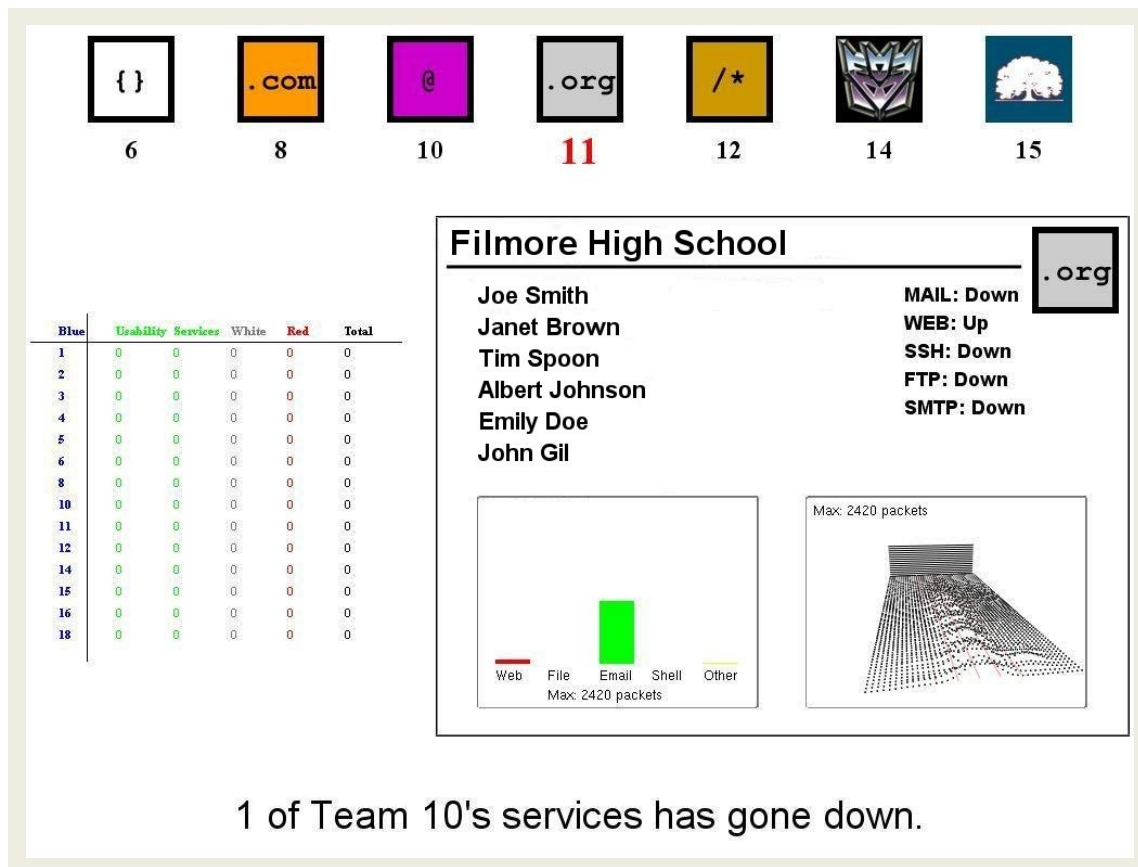 { } .com @ .org /*
6 8 10 11 12 14 15
Filmore High School
.org
Joe Smith
Janet Brown
Tim Spoon
Albert Johnson
Emily Doe
John Gil
MAIL: Down
WEB: Up
SSH: Down
FTP: Down
SMTP: Down
Blue Usability Services White Red Total
1 0 0 0 0 0
2 0 0 0 0 0
3 0 0 0 0 0
4 0 0 0 0 0
5 0 0 0 0 0
6 0 0 0 0 0
8 0 0 0 0 0
10 0 0 0 0 0
11 0 0 0 0 0
12 0 0 0 0 0
14 0 0 0 0 0
15 0 0 0 0 0
16 0 0 0 0 0
18 0 0 0 0 0
Web File Email Shell Other
Max: 2420 packets
Max: 2420 packets
1 of Team 10's services has gone down.